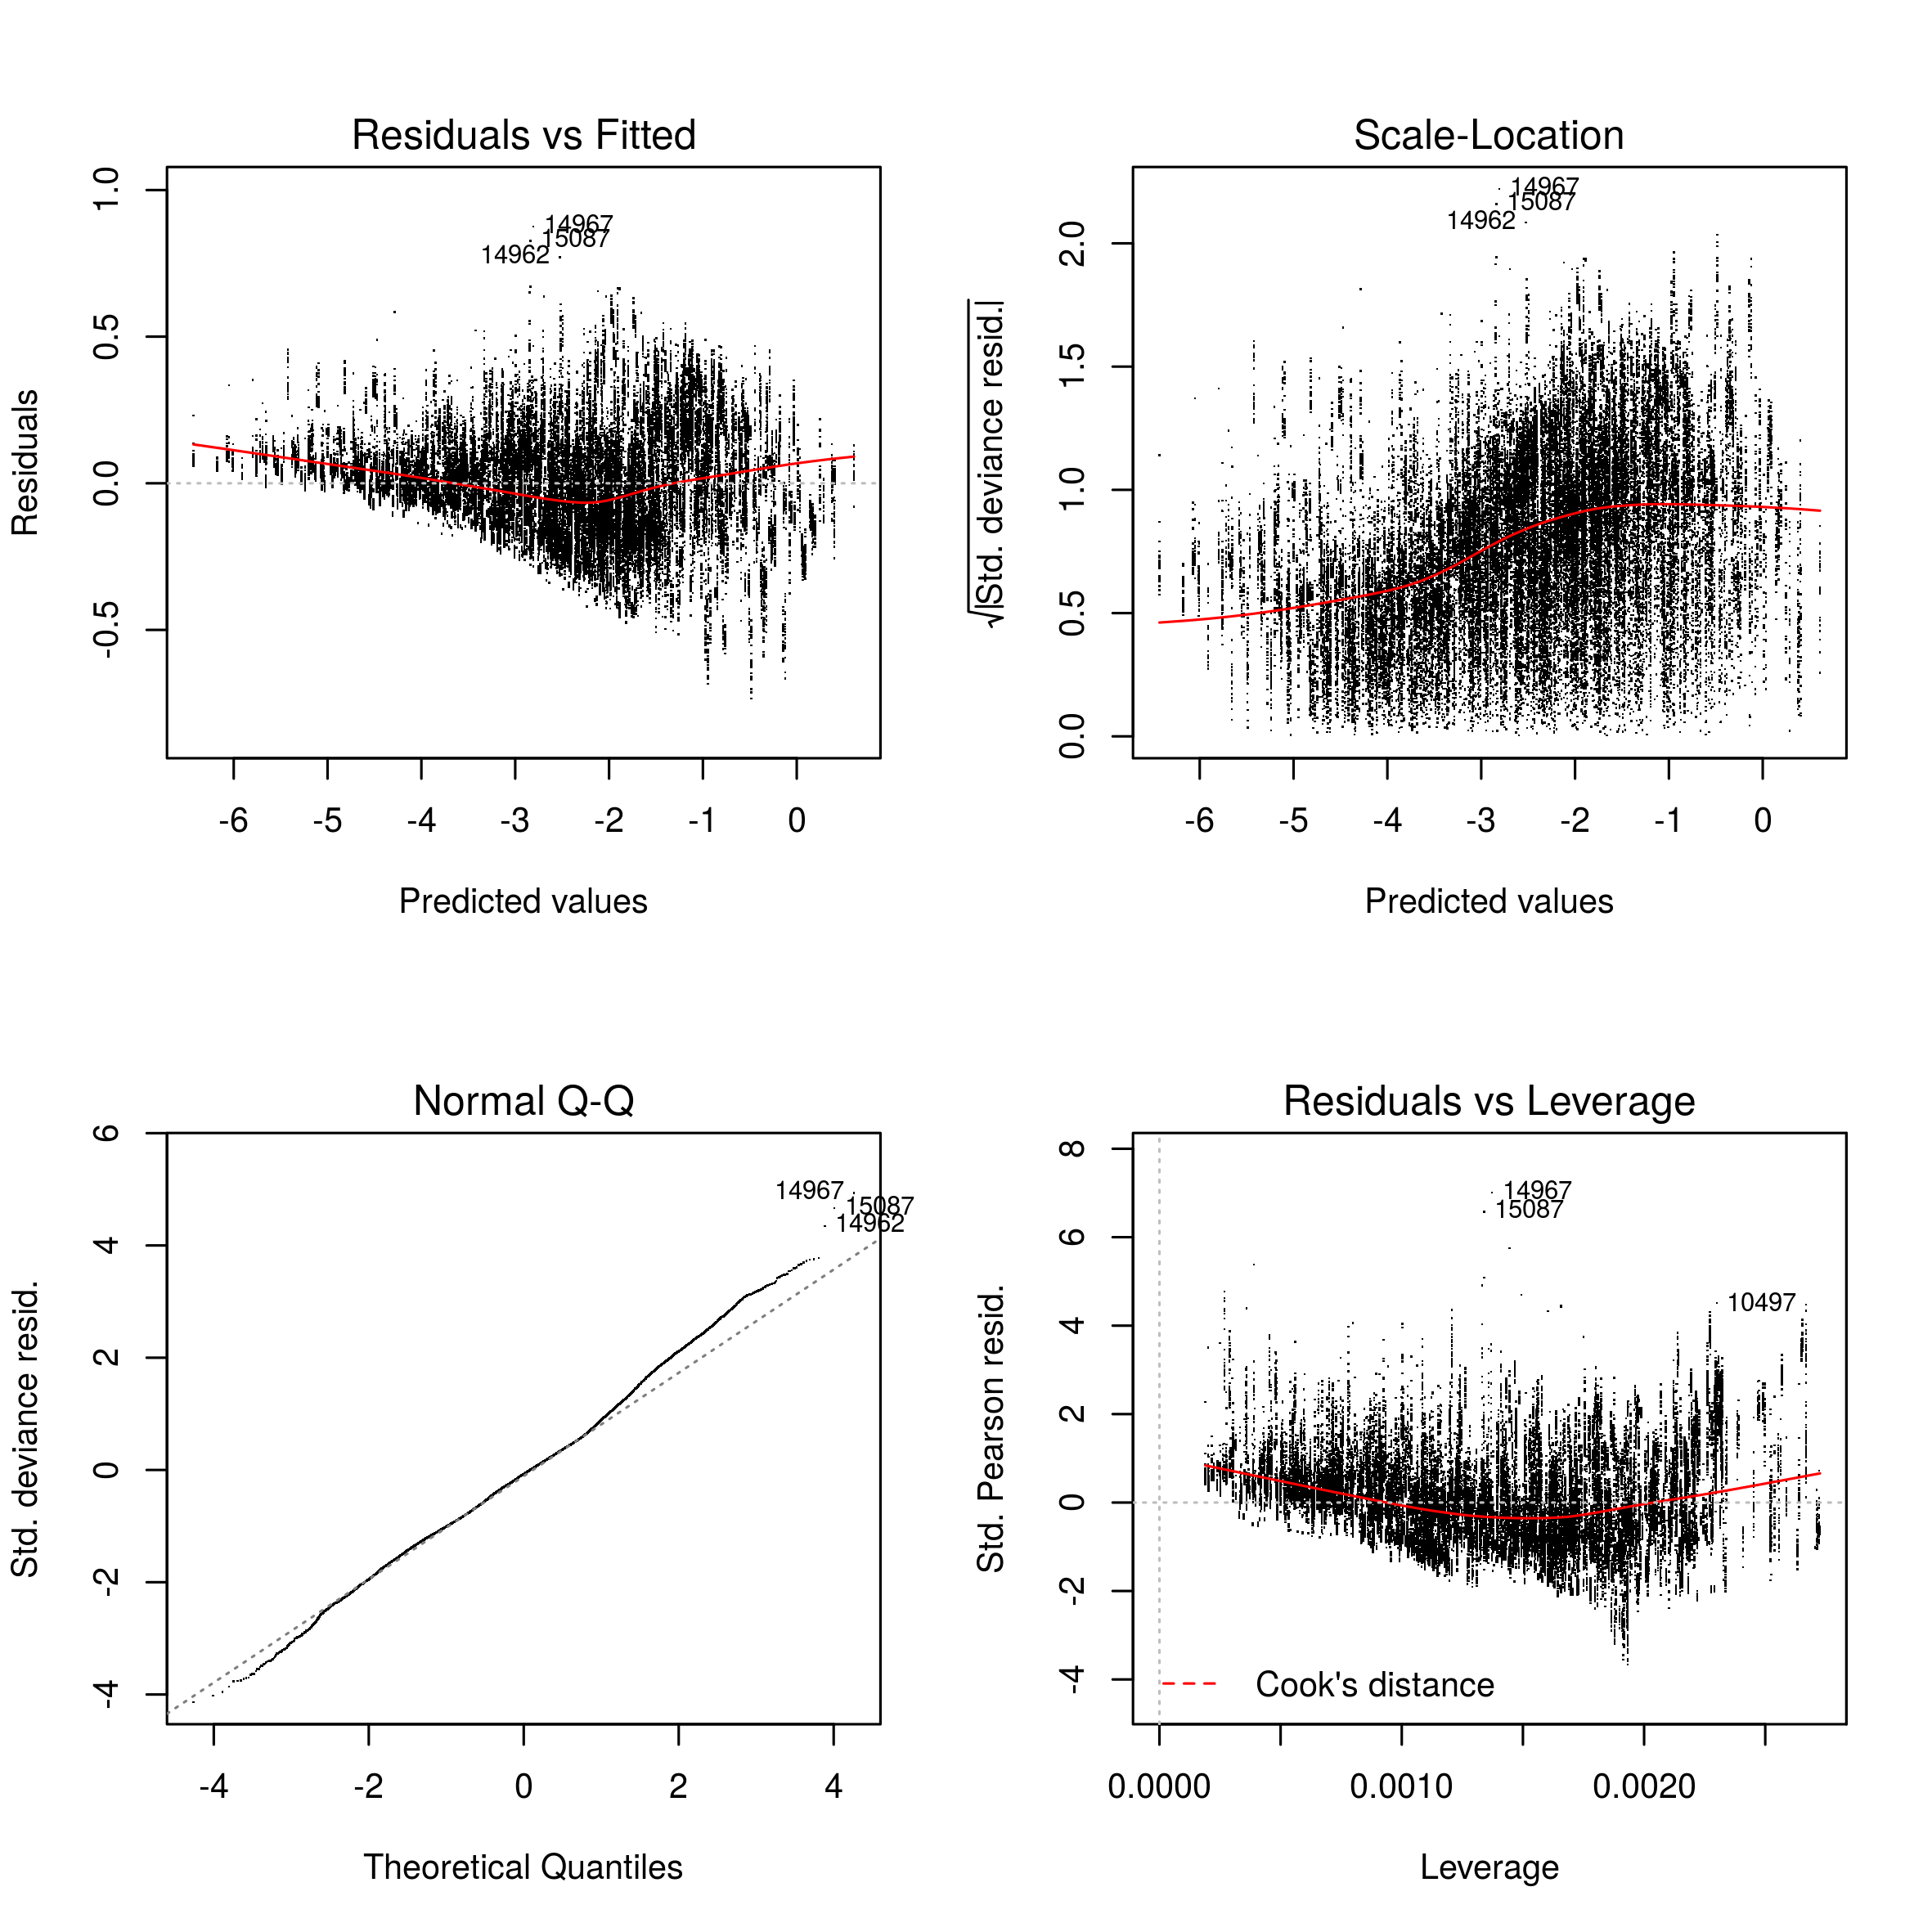 Residuals vs Fitted
1.0
0.5
0.0
-0.5
Residuals
14967
15087
14962
-6 -5 -4 -3 -2 -1 0
Predicted values
Scale-Location
2.0
1.5
1.0
0.5
0.0
√|Std. deviance resid.|
14967
15087
14962
-6 -5 -4 -3 -2 -1 0
Predicted values
Normal Q-Q
6
4
2
0
-2
-4
Std. deviance resid.
14967
15087
14962
-4 -2 0 2 4
Theoretical Quantiles
Residuals vs Leverage
8
6
4
2
0
-2
-4
Std. Pearson resid.
14967
15087
10497
Cook's distance
0.0000 0.0010 0.0020
Leverage